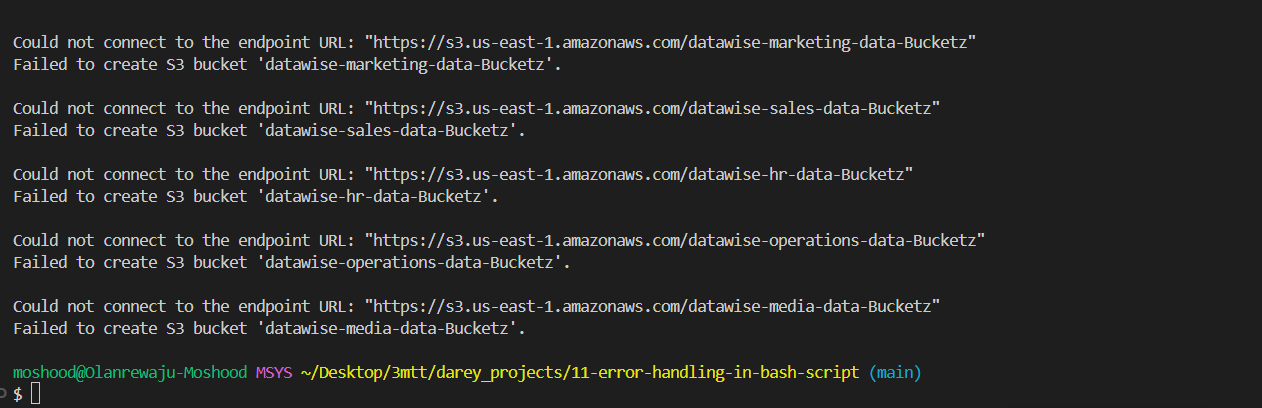 Could not connect to the endpoint URL: "https://s3.us-east-1.amazonaws.com/datawise-marketing-data-Bucketz"
Failed to create S3 bucket 'datawise-marketing-data-Bucketz'.
Could not connect to the endpoint URL: "https://s3.us-east-1.amazonaws.com/datawise-sales-data-Bucketz"
Failed to create S3 bucket 'datawise-sales-data-Bucketz'.
Could not connect to the endpoint URL: "https://s3.us-east-1.amazonaws.com/datawise-hr-data-Bucketz"
Failed to create S3 bucket 'datawise-hr-data-Bucketz'.
Could not connect to the endpoint URL: "https://s3.us-east-1.amazonaws.com/datawise-operations-data-Bucketz"
Failed to create S3 bucket 'datawise-operations-data-Bucketz'.
Could not connect to the endpoint URL: "https://s3.us-east-1.amazonaws.com/datawise-media-data-Bucketz"
Failed to create S3 bucket 'datawise-media-data-Bucketz'.
moshood@Olanrewaju-Moshood MSYS ~/Desktop/3mtt/darey_projects/11-error-handling-in-bash-script (main)
$